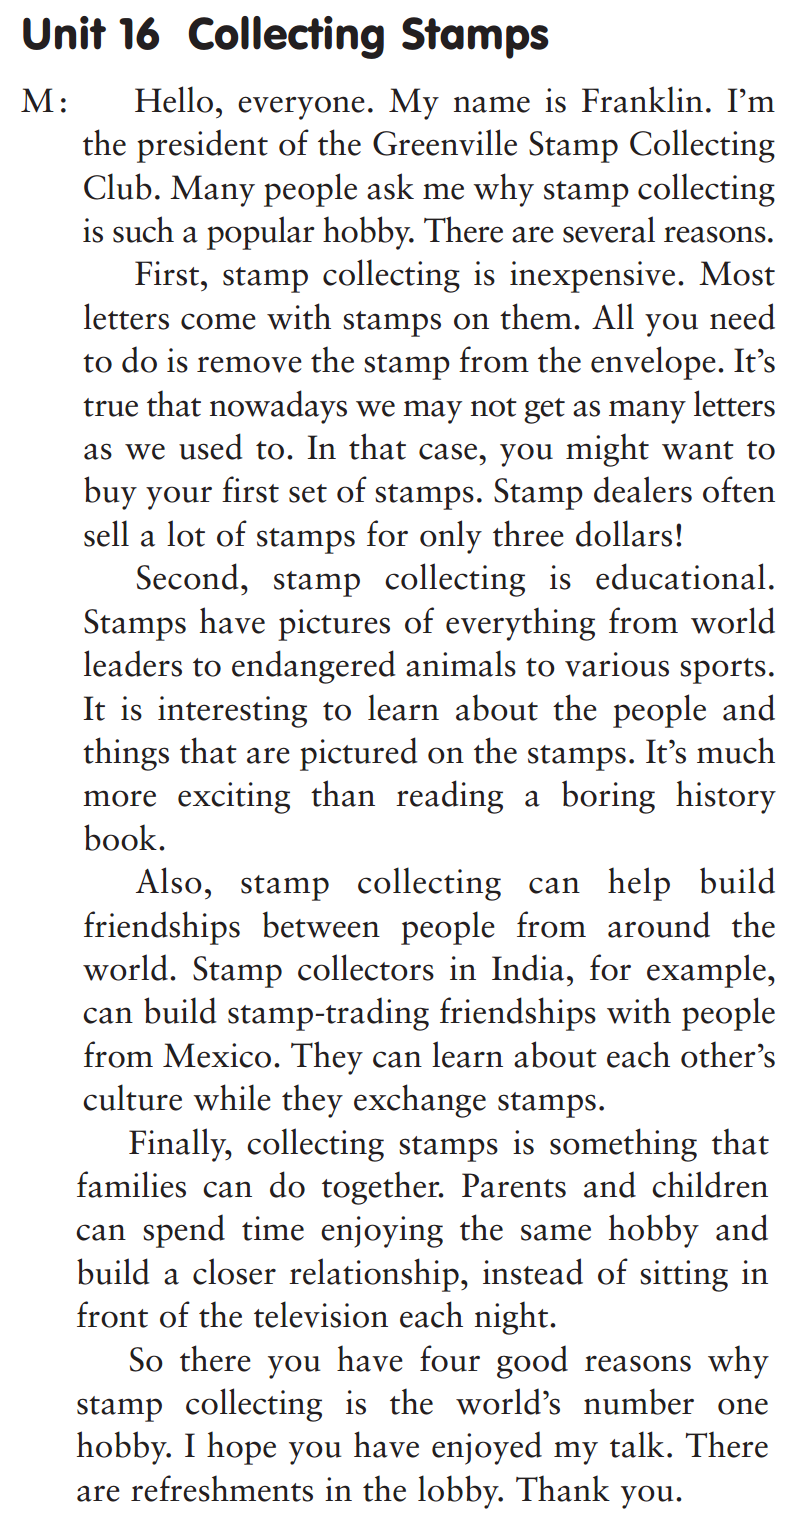 Unit 16 Collecting Stamps
M: Hello, everyone. My name is Franklin. I'm
the president of the Greenville Stamp Collecting
Club. Many people ask me why stamp collecting
is such a popular hobby. There are several reasons.
First, stamp collecting is inexpensive. Most
letters come with stamps on them. All you need
to do is remove the stamp from the envelope. It's
true that nowadays we may not get as many letters
as we used to. In that case, you might want to
buy your first set of stamps. Stamp dealers often
sell a lot of stamps for only three dollars!
Second, stamp collecting is educational.
Stamps have pictures of everything from world
leaders to endangered animals to various sports.
It is interesting to learn about the people and
things that are pictured on the stamps. It's much
more exciting than reading a boring history
book.
Also, stamp collecting can help build
friendships between people from around the
world. Stamp collectors in India, for example,
can build stamp-trading friendships with people
from Mexico. They can learn about each other's
culture while they exchange stamps.
Finally, collecting stamps is something that
families can do together. Parents and children
can spend time enjoying the same hobby and
build a closer relationship, instead of sitting in
front of the television each night.
So there you have four good reasons why
stamp collecting is the world's number one
hobby. I hope you have enjoyed my talk. There
are refreshments in the lobby. Thank you.